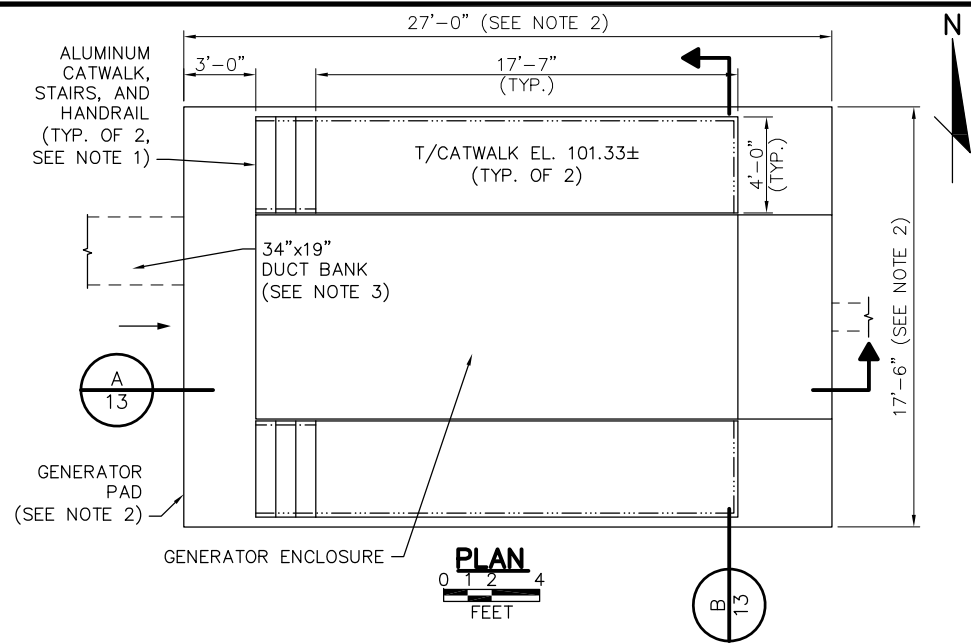 27'-0" (SEE NOTE 2)
N
ALUMINUM
CATWALK,
STAIRS, AND
HANDRAIL
(TYP. OF 2,
SEE NOTE 1)
3'-0"
17'-7"
(TYP.)
T/CATWALK EL. 101.33±
(TYP. OF 2)
4'-0"
(TYP.)
34"x19"
DUCT BANK
(SEE NOTE 3)
17'-6" (SEE NOTE 2)
A
13
GENERATOR
PAD
(SEE NOTE 2)
GENERATOR ENCLOSURE
PLAN
0 1 2 4
FEET
B
13